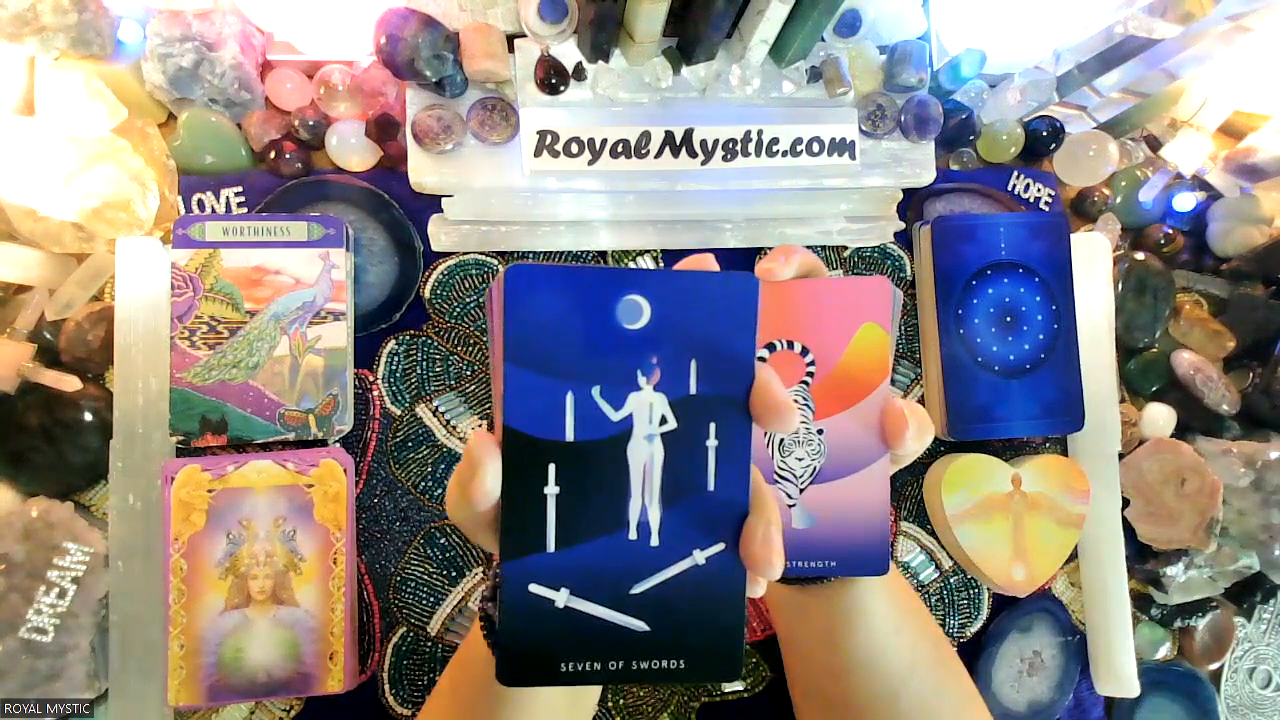 RoyalMystic.com
LOVE
HOPE
WORTHINESS
STRENGTH
DREAM
SEVEN OF SWORDS
ROYAL MYSTIC